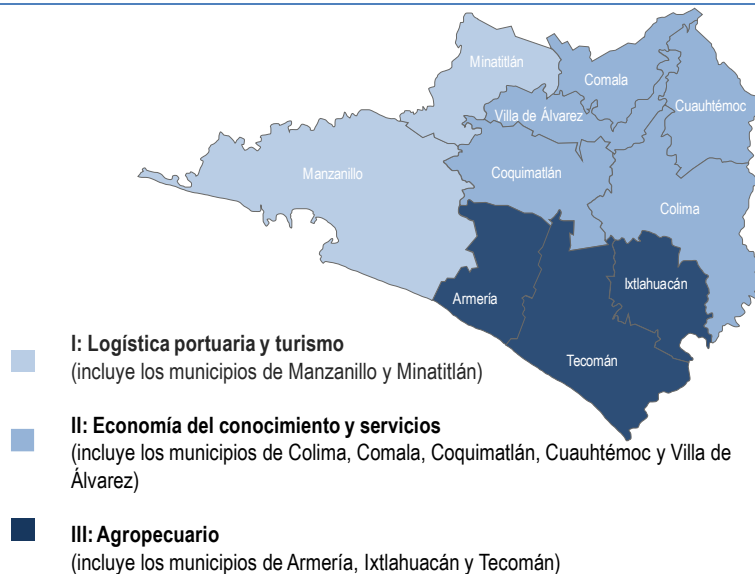 Minatitlán
Comala
Cuauhtémoc
Villa de Álvarez
Manzanillo
Coquimatlán
Colima
Ixtlahuacán
Armería
Tecomán
I: Logística portuaria y turismo
(incluye los municipios de Manzanillo y Minatitlán)
II: Economía del conocimiento y servicios
(incluye los municipios de Colima, Comala, Coquimatlán, Cuauhtémoc y Villa de
Álvarez)
III: Agropecuario
(incluye los municipios de Armería, Ixtlahuacán y Tecomán)